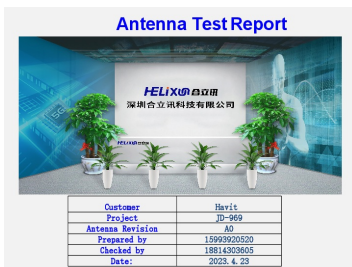 Antenna Test Report
HELIXUN 合立讯
深圳合立讯科技有限公司
HELIXUN
Customer Havit
Project JD-969
Antenna Revision A0
Prepared by 15993920520
Checked by 18814303605
Date: 2023.4.23